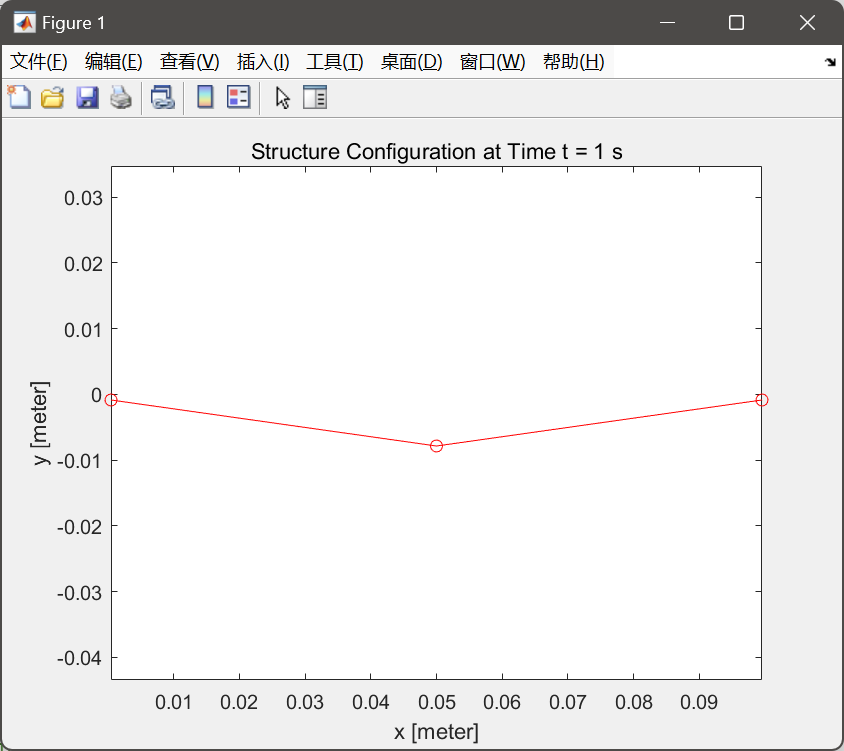 Figure 1
文件(F) 编辑(E) 查看(V) 插入(I) 工具(T) 桌面(D) 窗口(W) 帮助(H)
Structure Configuration at Time t = 1 s
0.03
0.02
0.01
0
-0.01
-0.02
-0.03
-0.04
y [meter]
0.01 0.02 0.03 0.04 0.05 0.06 0.07 0.08 0.09
x [meter]